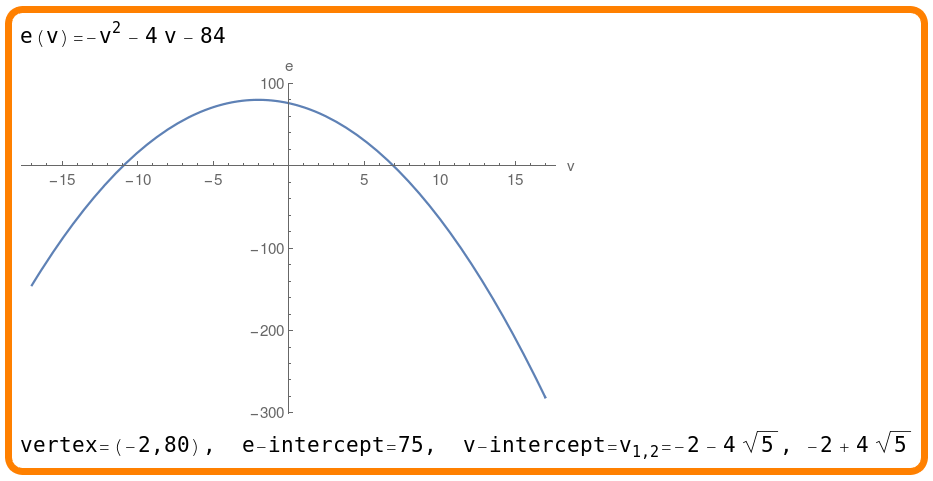 e(v)=-v² - 4 v - 84
e
100
v
-15 -10 -5 5 10 15
-100
-200
-300
vertex=(-2,80), e-intercept=75, v-intercept=v₁,₂=-2 - 4 √5, -2 + 4 √5